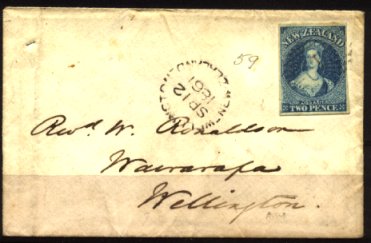 59
NEW ZEALAND
SP 12
1861
TWO PENCE
Revd. W. Ronaldson
Wairarapa
Wellington.